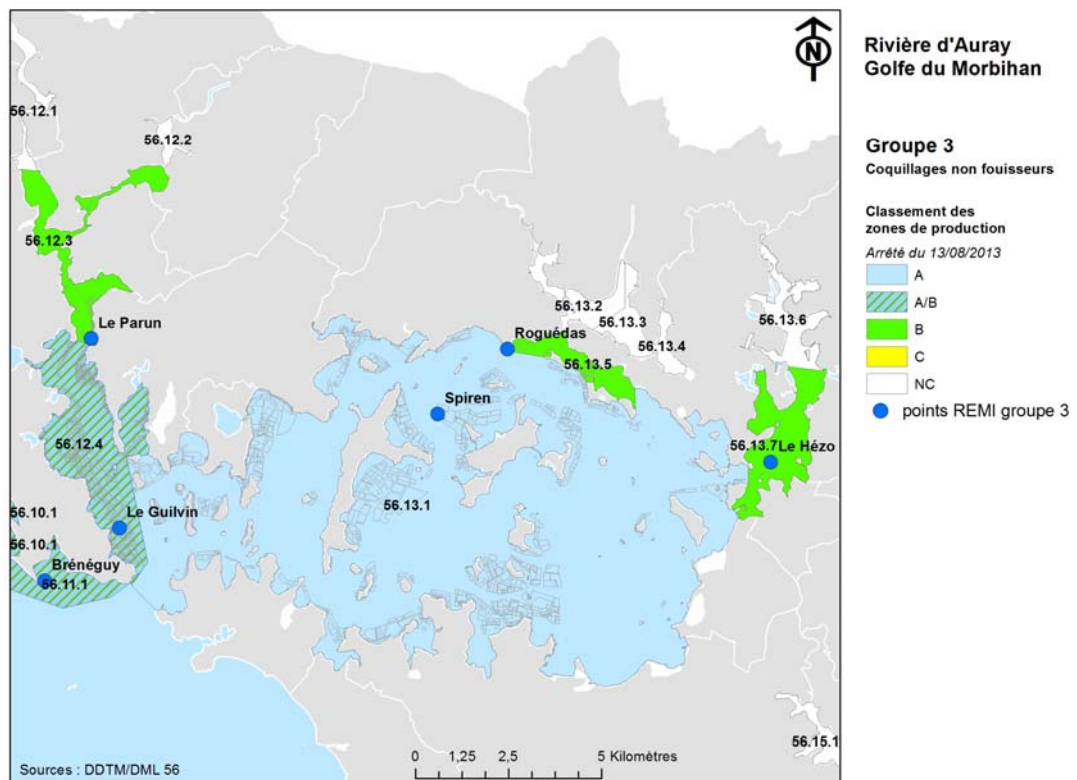 Rivière d'Auray
Golfe du Morbihan
Groupe 3
Coquillages non fouisseurs
Classement des
zones de production
Arrêté du 13/08/2013
A
A/B
B
C
NC
points REMI groupe 3
N
56.12.1
56.12.2
56.12.3
Le Parun
56.13.2
56.13.3
56.13.4
56.13.6
Roguédas
56.13.5
Spiren
56.12.4
56.13.7 Le Hézo
56.13.1
56.10.1
Le Guilvin
56.10.1
Brénéguy
56.11.1
56.15.1
0 1,25 2,5 5 Kilomètres
Sources : DDTM/DML 56